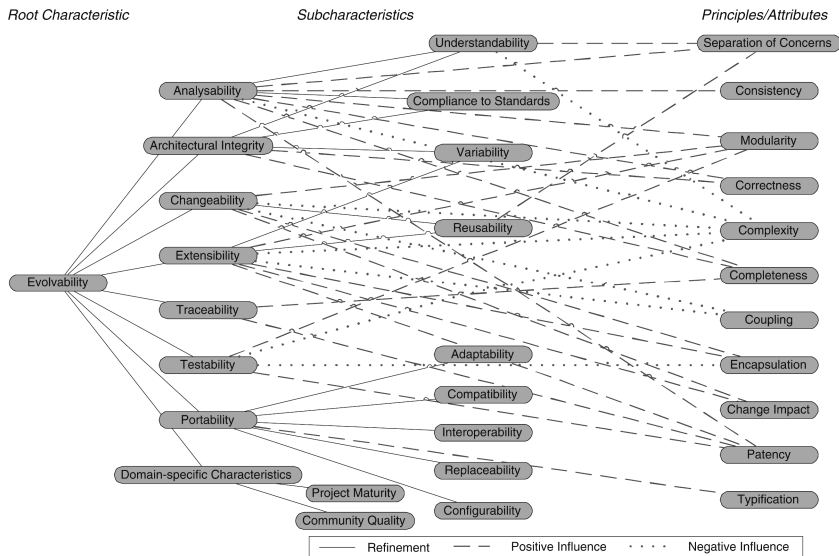 Root Characteristic
Subcharacteristics
Principles/Attributes
Understandability
Separation of Concerns
Analysability
Consistency
Compliance to Standards
Architectural Integrity
Modularity
Variability
Correctness
Changeability
Reusability
Complexity
Extensibility
Evolvability
Completeness
Traceability
Coupling
Adaptability
Testability
Encapsulation
Compatibility
Change Impact
Portability
Interoperability
Patency
Domain-specific Characteristics
Replaceability
Project Maturity
Typification
Configurability
Community Quality
Refinement
Positive Influence
Negative Influence